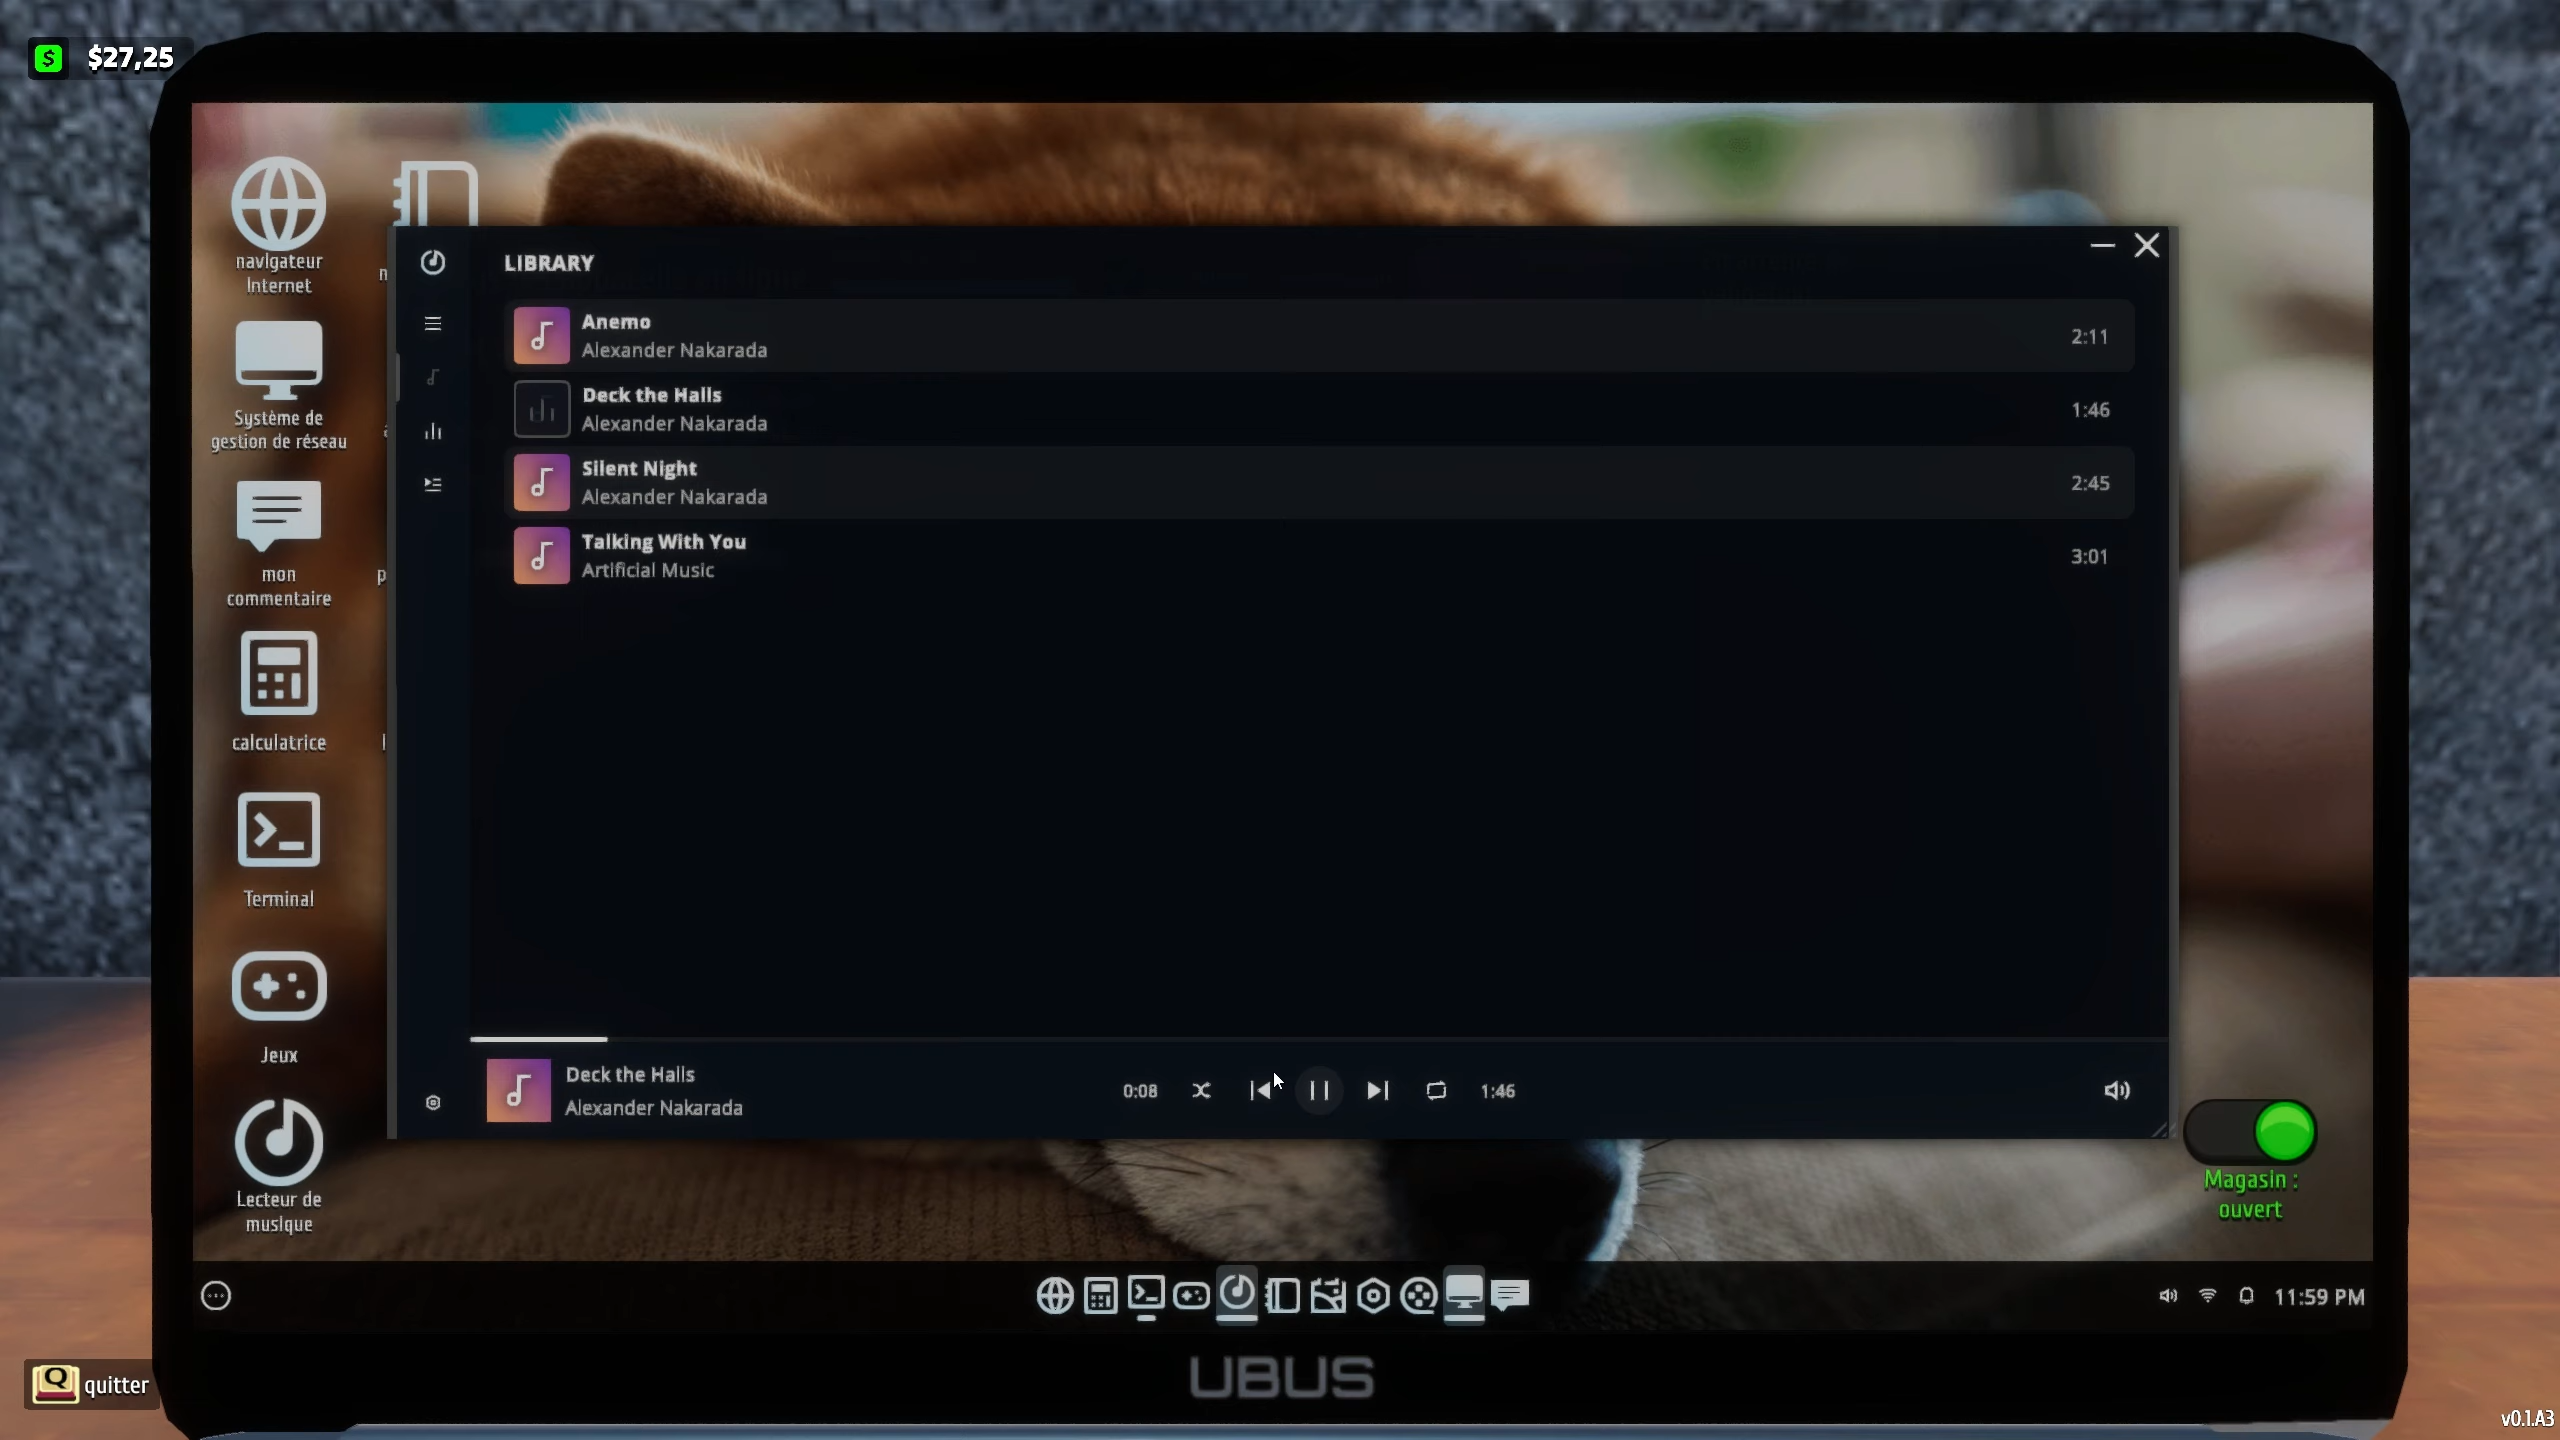 $27,25
navigateur
Internet
Système de
gestion de réseau
mon
commentaire
calculatrice
Terminal
Jeux
Lecteur de
musique
LIBRARY
Anemo
Alexander Nakarada
2:11
Deck the Halls
Alexander Nakarada
1:46
Silent Night
Alexander Nakarada
2:45
Talking With You
Artificial Music
3:01
Deck the Halls
Alexander Nakarada
0:08
1:46
Magasin :
ouvert
11:59 PM
UBUS
Q quitter
v0.1.A3